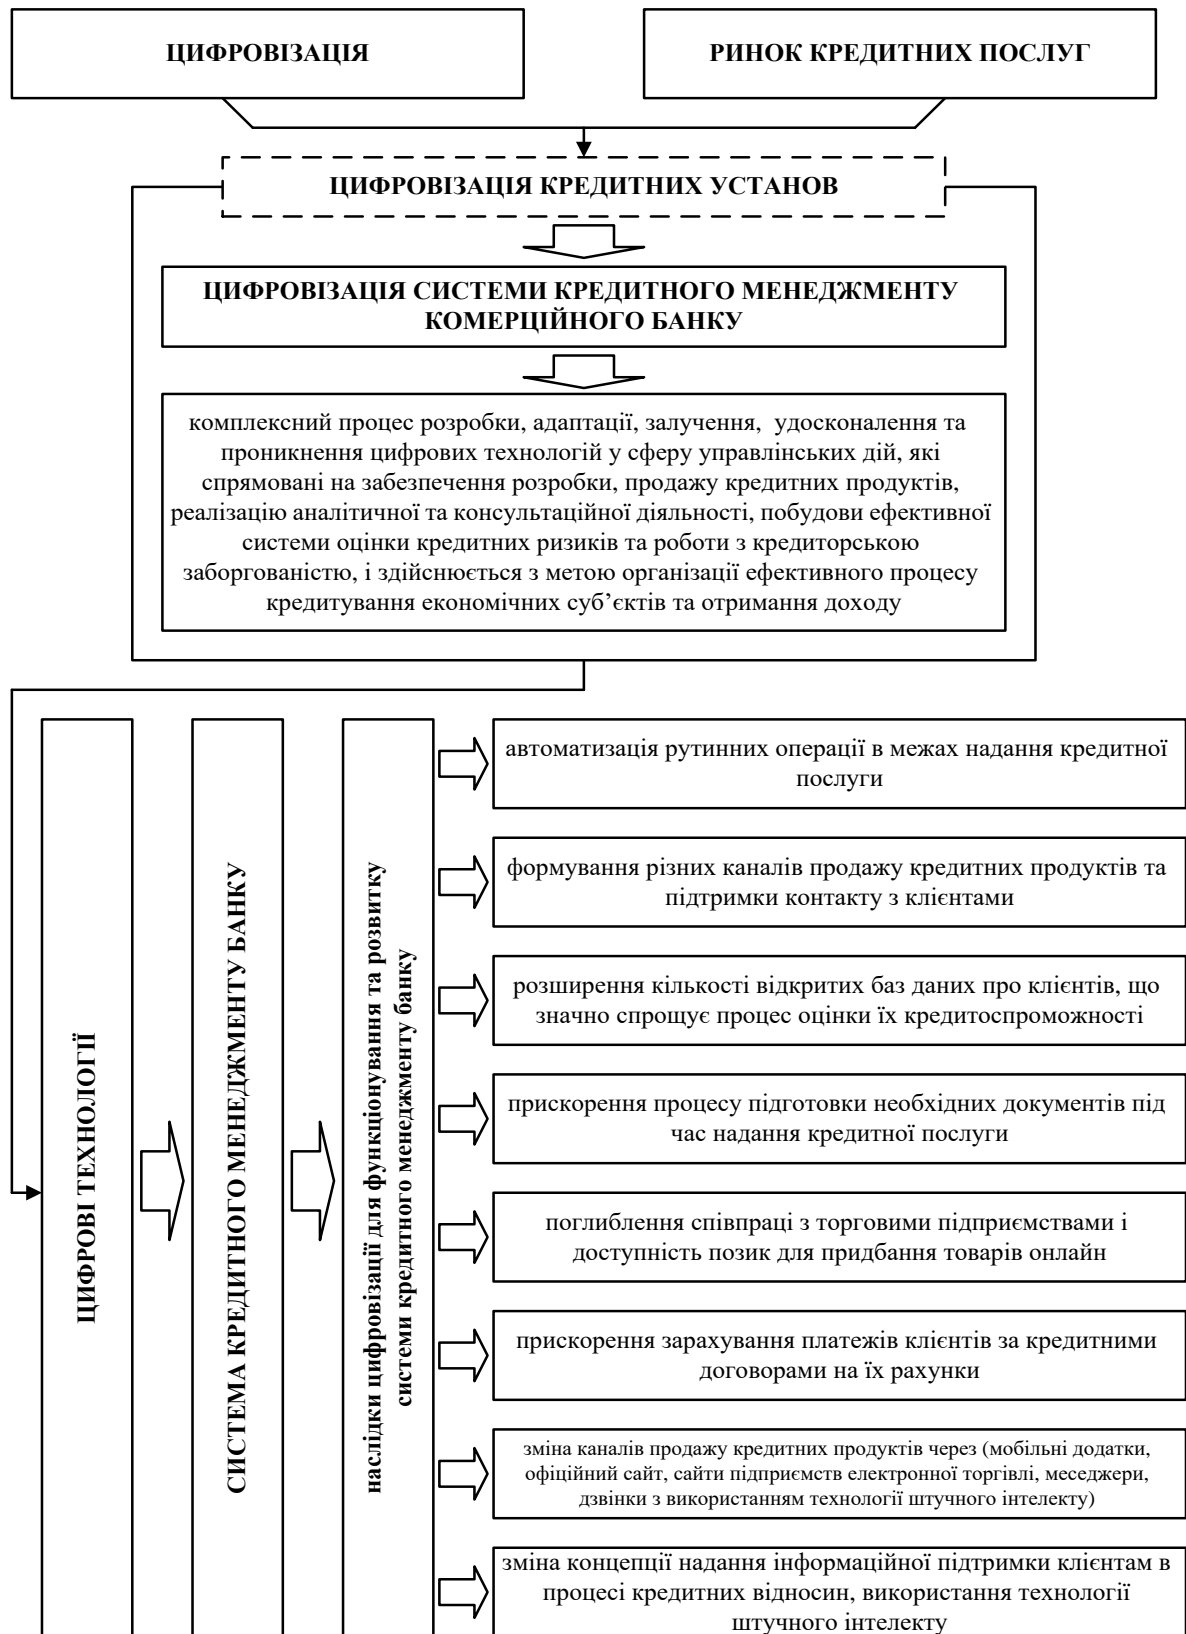 ЦИФРОВІЗАЦІЯ
РИНОК КРЕДИТНИХ ПОСЛУГ
ЦИФРОВІЗАЦІЯ КРЕДИТНИХ УСТАНОВ
ЦИФРОВІЗАЦІЯ СИСТЕМИ КРЕДИТНОГО МЕНЕДЖМЕНТУ
КОМЕРЦІЙНОГО БАНКУ
комплексний процес розробки, адаптації, залучення, удосконалення та
проникнення цифрових технологій у сферу управлінських дій, які
спрямовані на забезпечення розробки, продажу кредитних продуктів,
реалізацію аналітичної та консультаційної діяльності, побудови ефективної
системи оцінки кредитних ризиків та роботи з кредиторською
заборгованістю, і здійснюється з метою організації ефективного процесу
кредитування економічних суб’єктів та отримання доходу
ЦИФРОВІ ТЕХНОЛОГІЇ
СИСТЕМА КРЕДИТНОГО МЕНЕДЖМЕНТУ БАНКУ
наслідки цифровізації для функціонування та розвитку
системи кредитного менеджменту банку
автоматизація рутинних операції в межах надання кредитної
послуги
формування різних каналів продажу кредитних продуктів та
підтримки контакту з клієнтами
розширення кількості відкритих баз даних про клієнтів, що
значно спрощує процес оцінки їх кредитоспроможності
прискорення процесу підготовки необхідних документів під
час надання кредитної послуги
поглиблення співпраці з торговими підприємствами і
доступність позик для придбання товарів онлайн
прискорення зарахування платежів клієнтів за кредитними
договорами на їх рахунки
зміна каналів продажу кредитних продуктів через (мобільні додатки,
офіційний сайт, сайти підприємств електронної торгівлі, меседжери,
дзвінки з використанням технології штучного інтелекту)
зміна концепції надання інформаційної підтримки клієнтам в
процесі кредитних відносин, використання технології
штучного інтелекту